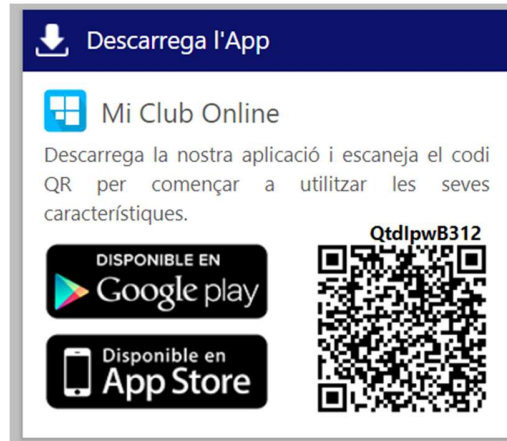 Descarrega l'App
Mi Club Online
Descarrega la nostra aplicació i escaneja el codi
QR per començar a utilitzar les seves
característiques.
QtdIpwB312
DISPONIBLE EN
Google play
Disponible en
App Store